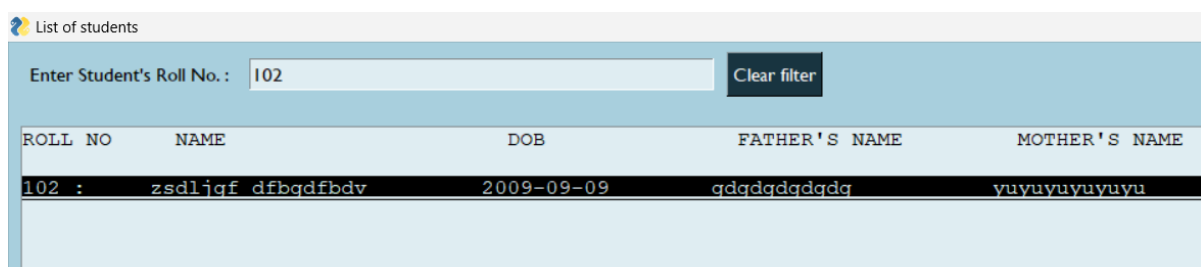 List of students
Enter Student's Roll No. : 102 Clear filter
ROLL NO NAME DOB FATHER'S NAME MOTHER'S NAME
102 : zsdljgf dfbgdfbdv 2009-09-09 gdgdgdgdgdg yuyuyuyuyuyu